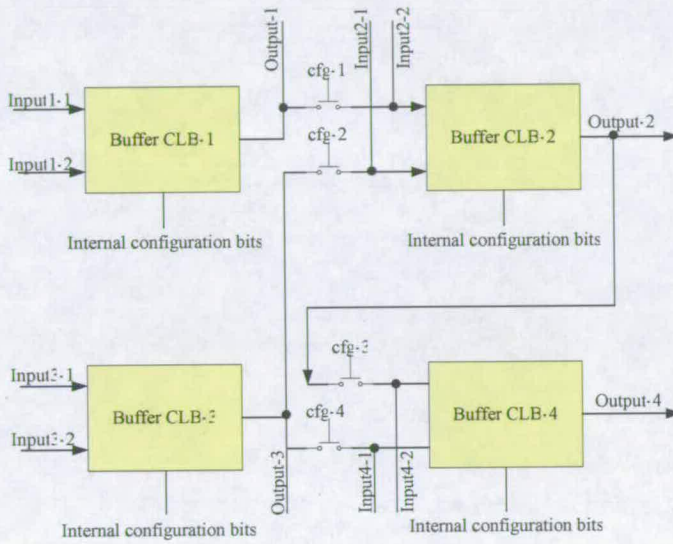 Output-1
Input2-1
Input2-2
cfg-1
Input1-1
cfg-2
Buffer CLB-1
Buffer CLB-2
Output-2
Input1-2
Internal configuration bits
Internal configuration bits
cfg-3
Input3-1
Output-4
cfg-4
Buffer CLB-3
Buffer CLB-4
Input3-2
Output-3
Input4-1
Input4-2
Internal configuration bits
Internal configuration bits